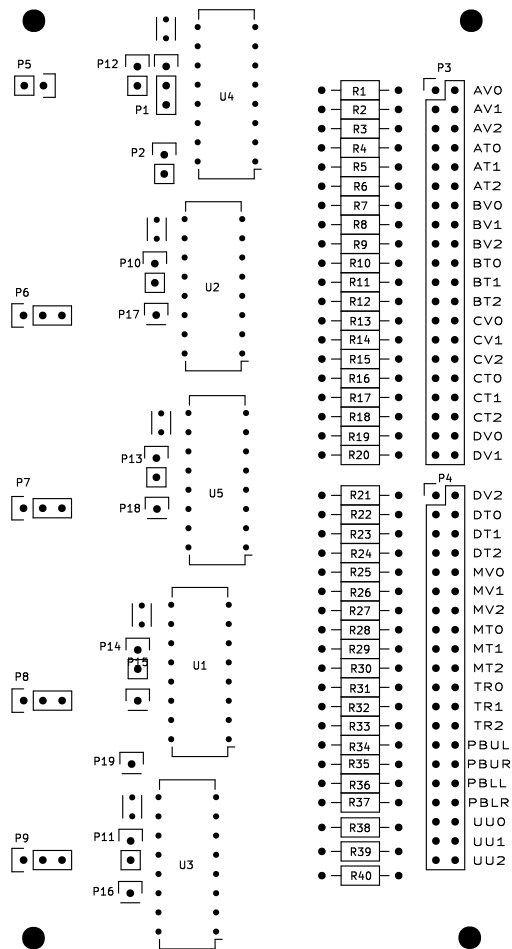 P5
P12
P1
U4
P3
P2
R1 AV0
R2 AV1
R3 AV2
R4 AT0
R5 AT1
R6 AT2
R7 BV0
R8 BV1
R9 BV2
P10
U2
P17
P6
R10 BT0
R11 BT1
R12 BT2
R13 CV0
R14 CV1
R15 CV2
R16 CT0
R17 CT1
R18 CT2
R19 DV0
R20 DV1
P13
U5
P18
P7
P4
R21 DV2
R22 DT0
R23 DT1
R24 DT2
R25 MV0
R26 MV1
R27 MV2
R28 MT0
R29 MT1
R30 MT2
P14
P15
U1
P8
R31 TR0
R32 TR1
R33 TR2
R34 PBUL
R35 PBUR
R36 PBLL
R37 PBLR
R38 UU0
R39 UU1
R40 UU2
P19
P11
U3
P9
P16